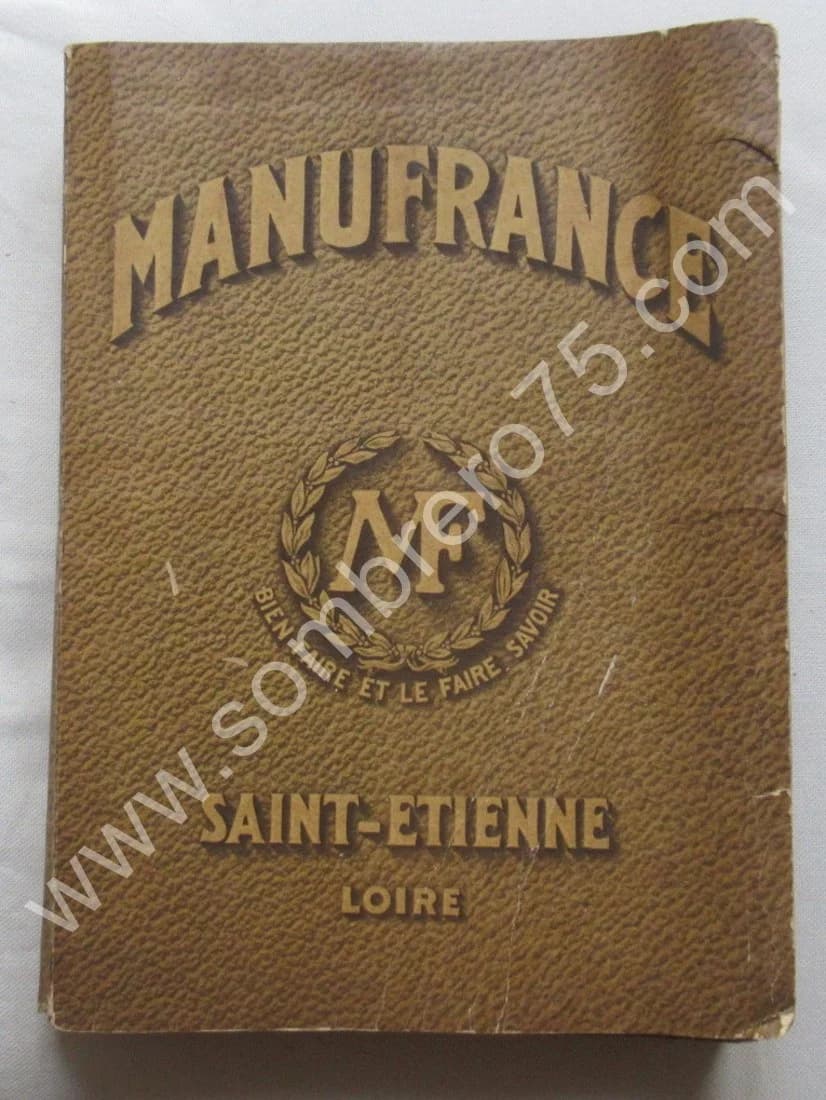 MANUFRANCE
MF
BIEN FAIRE ET LE FAIRE SAVOIR
SAINT-ETIENNE
LOIRE
www.sombrero75.com